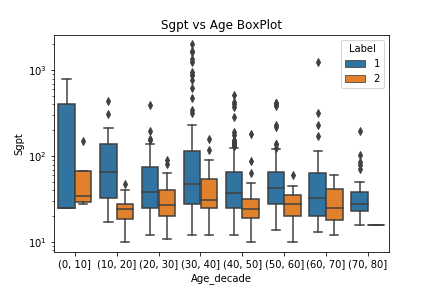 Sgpt vs Age BoxPlot
Label
1
2
10³
10²
10¹
Sgpt
(0, 10] (10, 20] (20, 30] (30, 40] (40, 50] (50, 60] (60, 70] (70, 80]
Age_decade